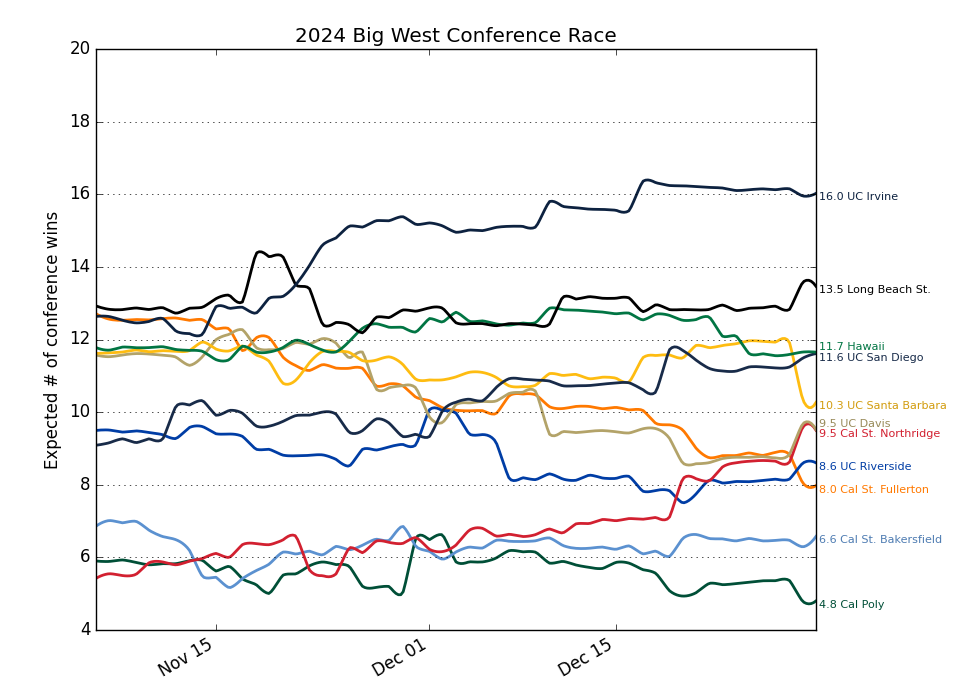 2024 Big West Conference Race
Expected # of conference wins
20
18
16
14
12
10
8
6
4
Nov 15
Dec 01
Dec 15
16.0 UC Irvine
13.5 Long Beach St.
11.7 Hawaii
11.6 UC San Diego
10.3 UC Santa Barbara
9.5 UC Davis
9.5 Cal St. Northridge
8.6 UC Riverside
8.0 Cal St. Fullerton
6.6 Cal St. Bakersfield
4.8 Cal Poly